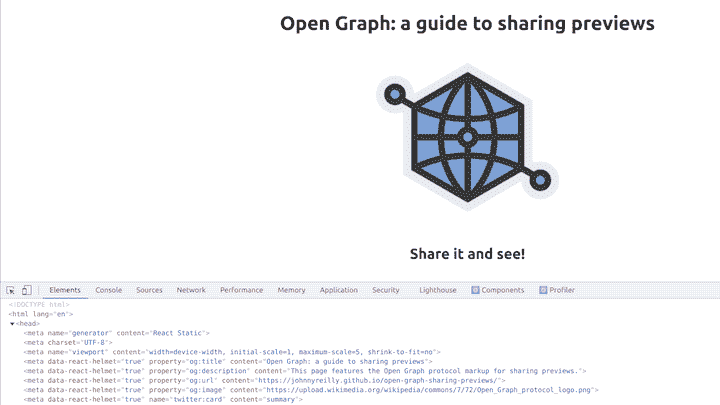 Open Graph: a guide to sharing previews
Share it and see!
Elements Console Sources Network Performance Memory Application Security Lighthouse Components Profiler
<!DOCTYPE html>
<html lang="en">
<head>
<meta name="generator" content="React Static">
<meta charset="UTF-8">
<meta name="viewport" content="width=device-width, initial-scale=1, maximum-scale=5, shrink-to-fit=no">
<meta data-react-helmet="true" property="og:title" content="Open Graph: a guide to sharing previews">
<meta data-react-helmet="true" property="og:description" content="This page features the Open Graph protocol markup for sharing previews.">
<meta data-react-helmet="true" property="og:url" content="https://johnnyreilly.github.io/open-graph-sharing-previews/">
<meta data-react-helmet="true" property="og:image" content="https://upload.wikimedia.org/wikipedia/commons/7/72/Open_Graph_protocol_logo.png">
<meta data-react-helmet="true" name="twitter:card" content="summary">